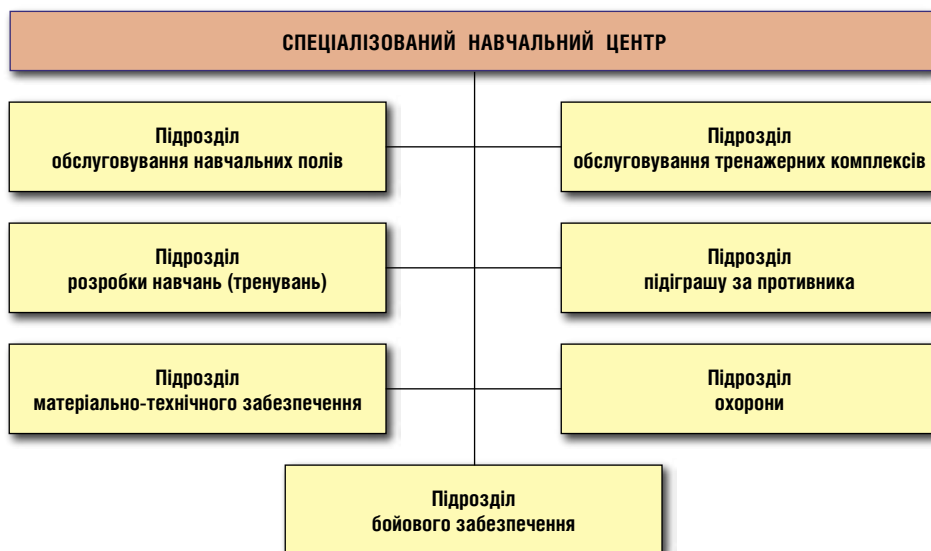 СПЕЦІАЛІЗОВАНИЙ НАВЧАЛЬНИЙ ЦЕНТР
Підрозділ
обслуговування навчальних полів
Підрозділ
обслуговування тренажерних комплексів
Підрозділ
розробки навчань (тренувань)
Підрозділ
підіграшу за противника
Підрозділ
матеріально-технічного забезпечення
Підрозділ
охорони
Підрозділ
бойового забезпечення